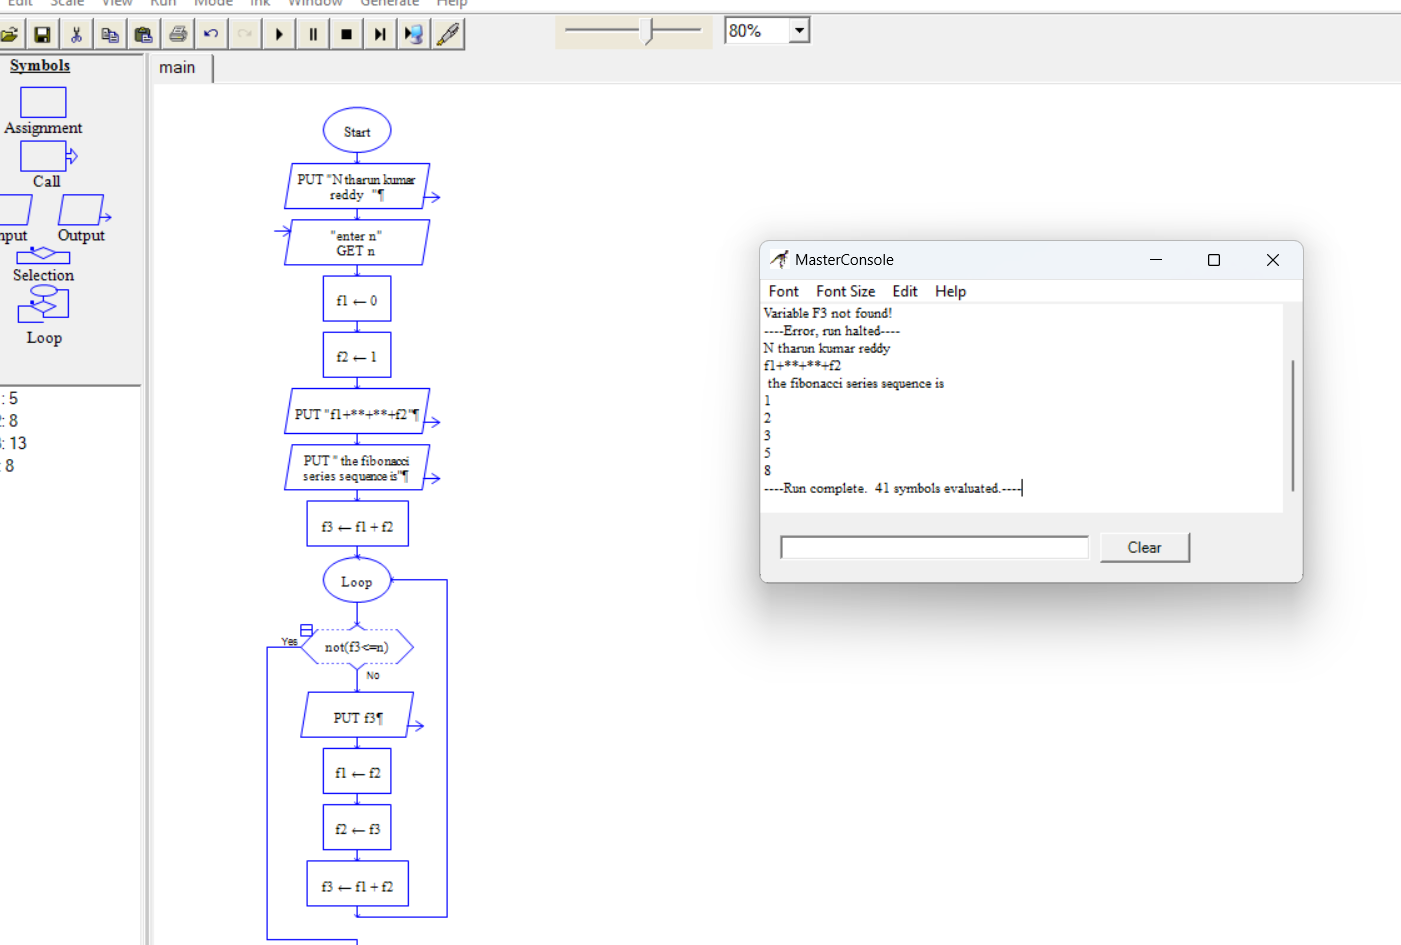 Edit Scale View Run Mode Ink Window Generate Help
80%
Symbols
main
Assignment
Call
Output
Selection
Loop
: 5
: 8
: 13
: 8
Start
PUT "N tharun kumar
reddy "¶
"enter n"
GET n
f1 ← 0
f2 ← 1
PUT "f1+**+**+f2"¶
PUT " the fibonacci
series sequence is"¶
f3 ← f1 + f2
Loop
Yes
not(f3<=n)
No
PUT f3¶
f1 ← f2
f2 ← f3
f3 ← f1 + f2
MasterConsole
Font Font Size Edit Help
Variable F3 not found!
----Error, run halted----
N tharun kumar reddy
f1+**+**+f2
the fibonacci series sequence is
1
2
3
5
8
----Run complete. 41 symbols evaluated.----
Clear